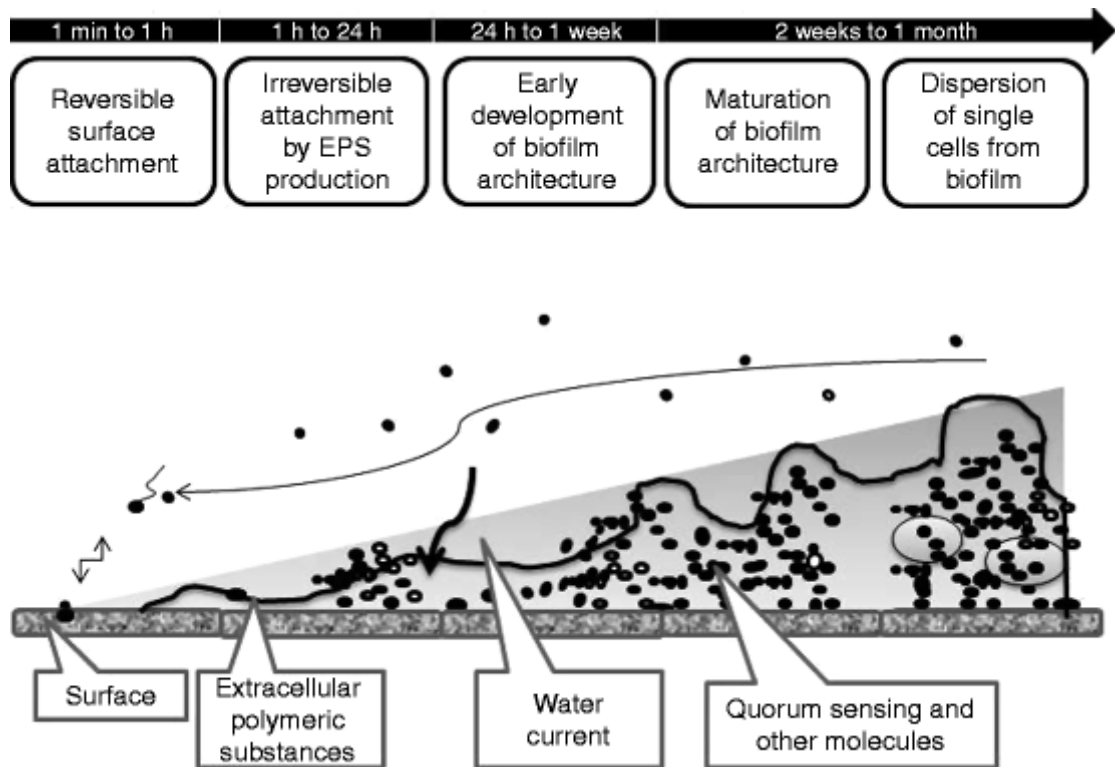 1 min to 1 h
1 h to 24 h
24 h to 1 week
2 weeks to 1 month
Reversible
surface
attachment
Irreversible
attachment
by EPS
production
Early
development
of biofilm
architecture
Maturation
of biofilm
architecture
Dispersion
of single
cells from
biofilm
Surface
Extracellular
polymeric
substances
Water
current
Quorum sensing and
other molecules